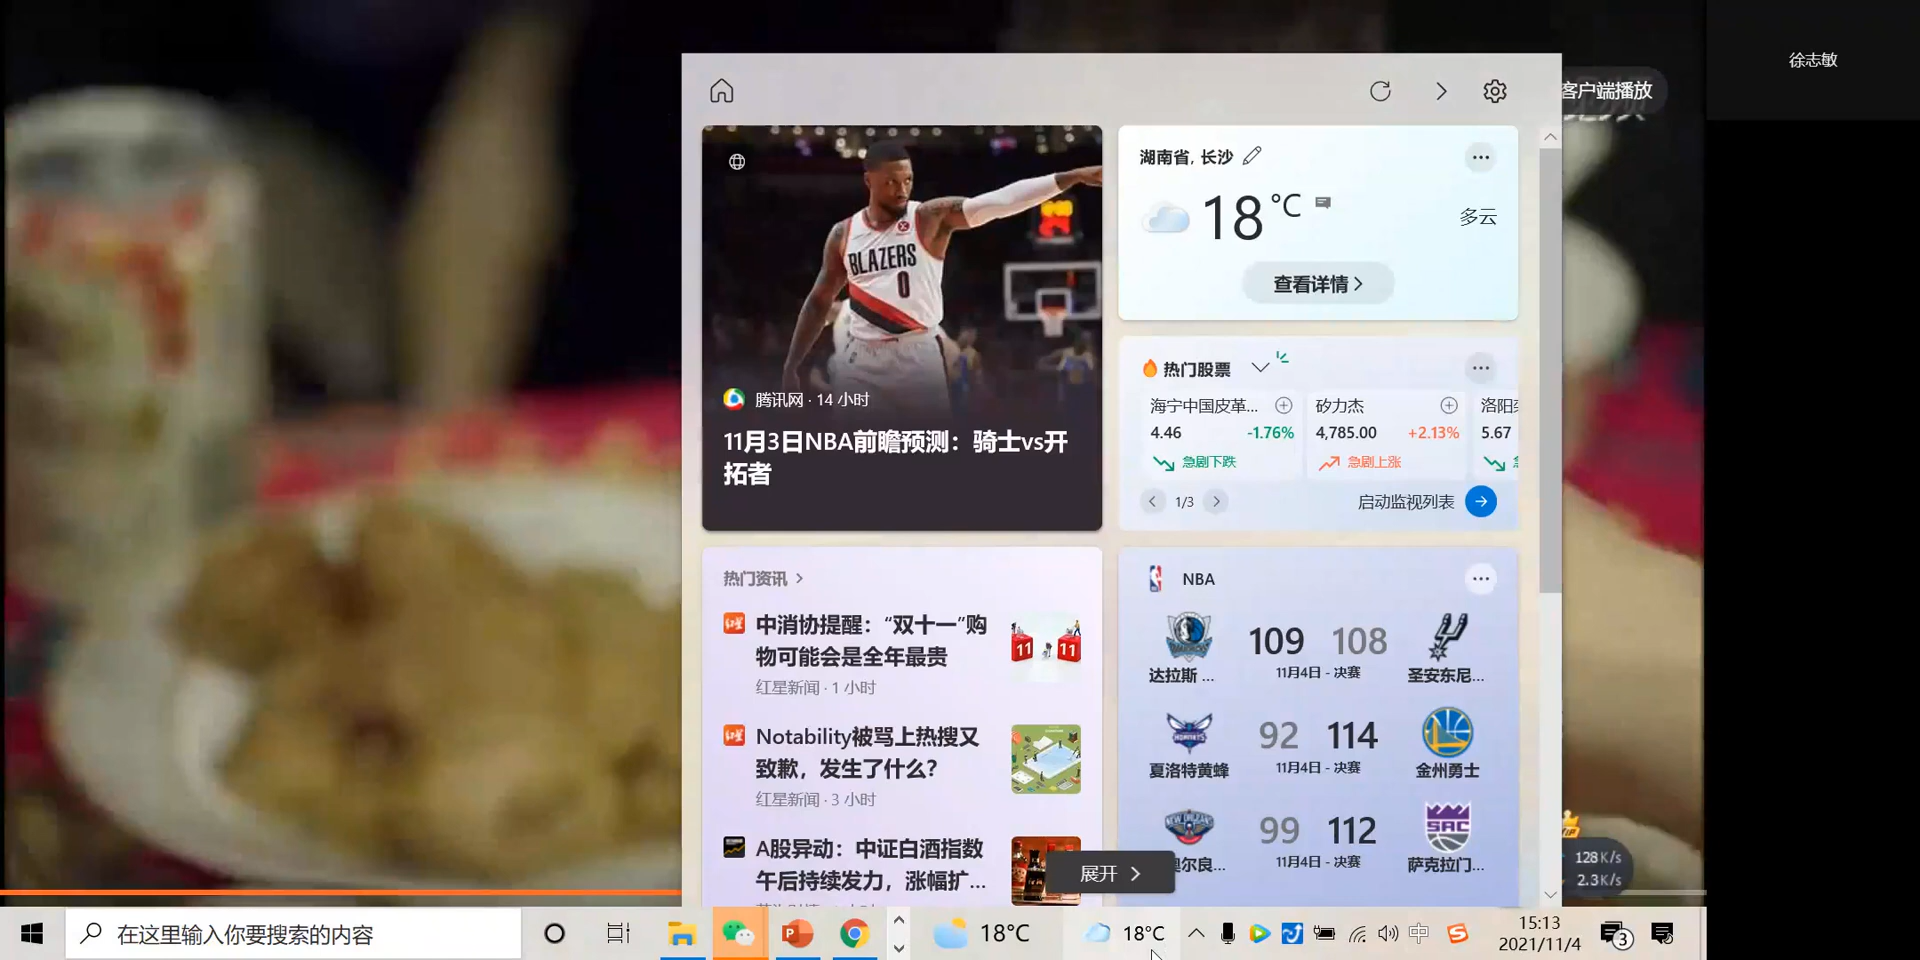 徐志敏
客户端播放
湖南省, 长沙
18 °C
多云
查看详情
BLAZERS
0
腾讯网 · 14 小时
11月3日NBA前瞻预测：骑士vs开
拓者
热门股票
海宁中国皮革...
4.46 -1.76%
急剧下跌
矽力杰
4,785.00 +2.13%
急剧上涨
5.67
1/3
启动监视列表
热门资讯
中消协提醒：“双十一”购
物可能会是全年最贵
红星新闻 · 1 小时
11 11
Notability被骂上热搜又
致歉，发生了什么？
红星新闻 · 3 小时
A股异动：中证白酒指数
午后持续发力，涨幅扩...
NBA
109 108
达拉斯 ... 11月4日 - 决赛 圣安东尼...
92 114
夏洛特黄蜂 11月4日 - 决赛 金州勇士
99 112
尔良... 11月4日 - 决赛 萨克拉门...
SAC
展开
VIP
128K/s
2.3K/s
在这里输入你要搜索的内容
18°C
18°C
中
15:13
2021/11/4
3